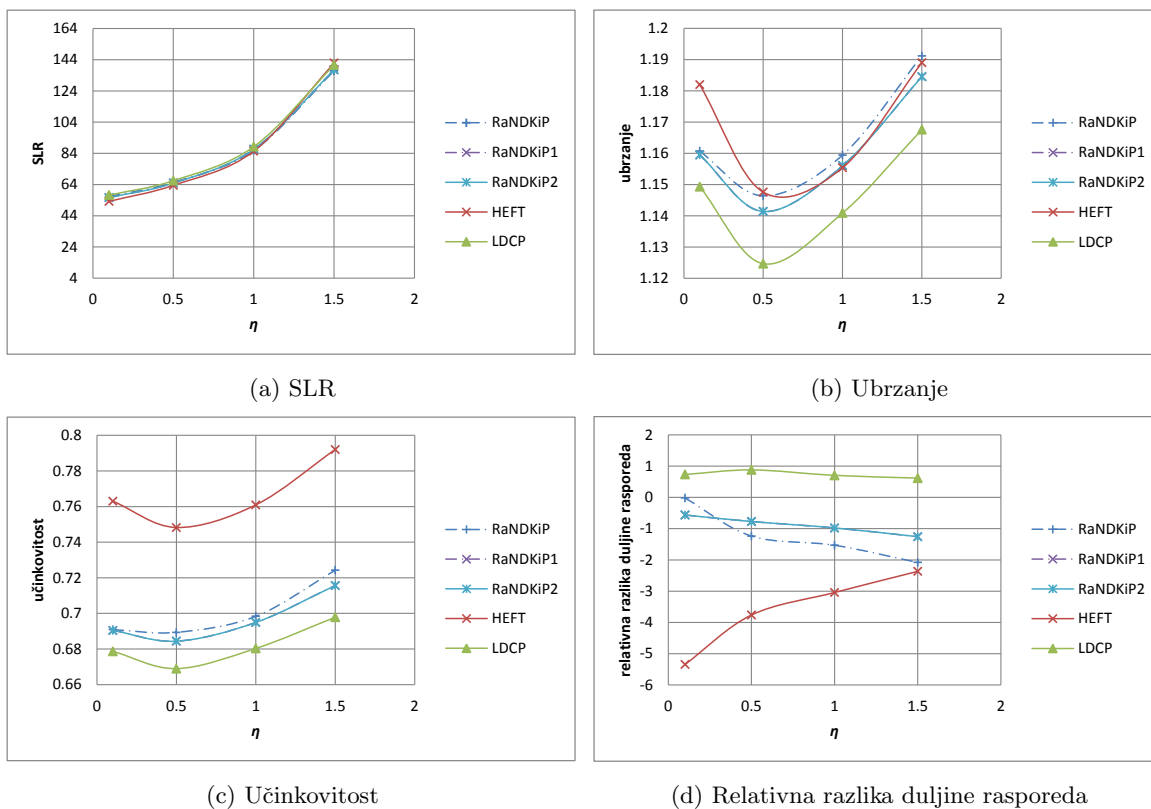 SLR
164
144
124
104
84
64
44
24
4
0
0.5
1
1.5
2
η
RaNDKiP
RaNDKiP1
RaNDKiP2
HEFT
LDCP
(a) SLR
ubrzanje
1.2
1.19
1.18
1.17
1.16
1.15
1.14
1.13
1.12
0
0.5
1
1.5
2
η
RaNDKiP
RaNDKiP1
RaNDKiP2
HEFT
LDCP
(b) Ubrzanje
učinkovitost
0.8
0.78
0.76
0.74
0.72
0.7
0.68
0.66
0
0.5
1
1.5
2
η
RaNDKiP
RaNDKiP1
RaNDKiP2
HEFT
LDCP
(c) Učinkovitost
relativna razlika duljine rasporeda
2
1
0
-1
-2
-3
-4
-5
-6
0
0.5
1
1.5
2
η
RaNDKiP
RaNDKiP1
RaNDKiP2
HEFT
LDCP
(d) Relativna razlika duljine rasporeda